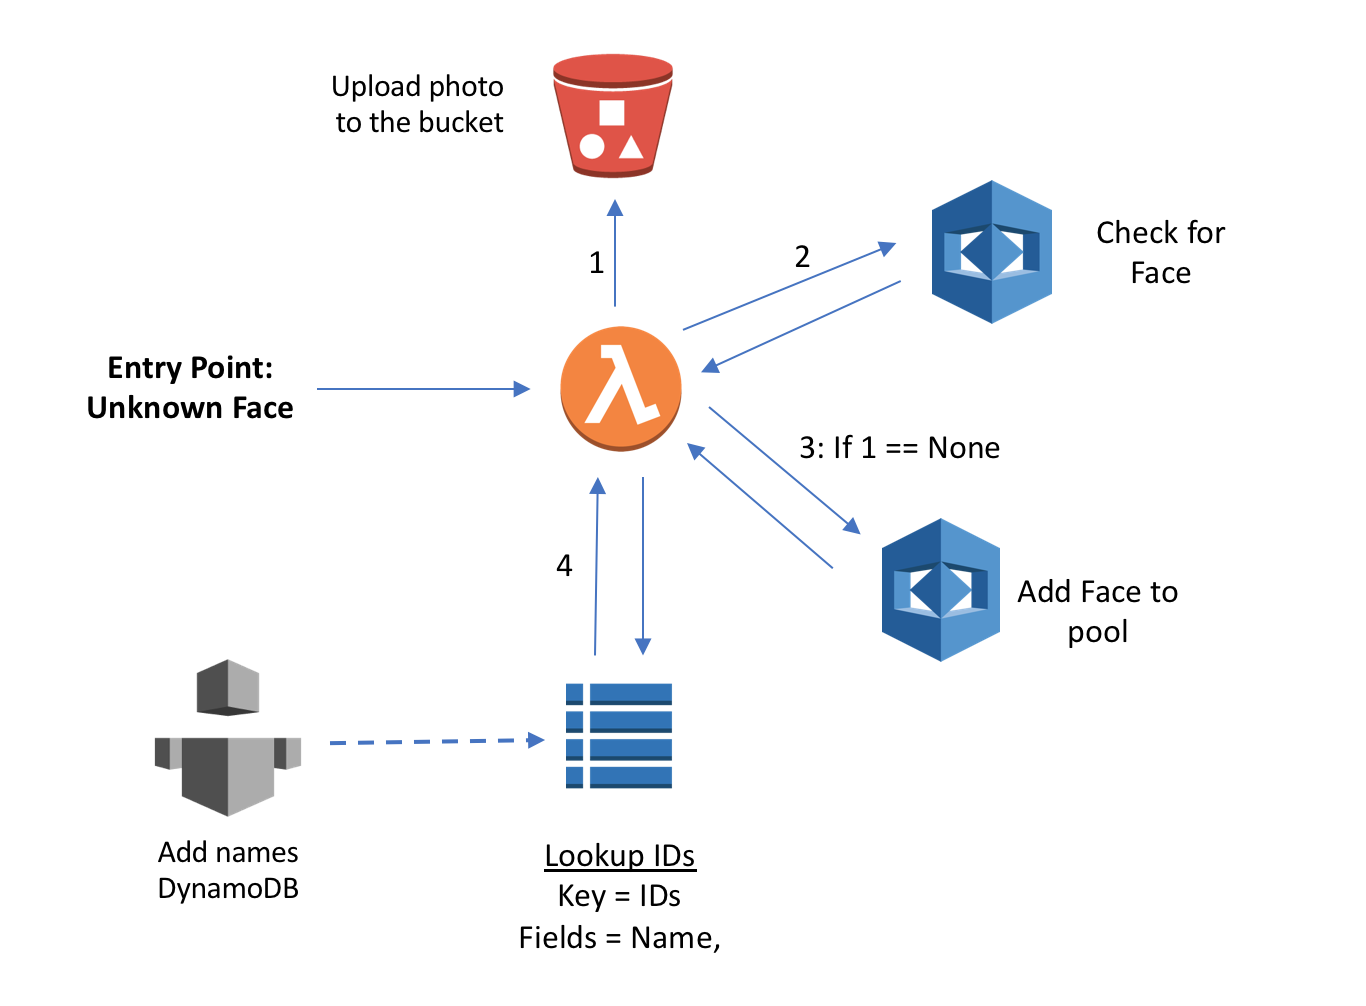 Upload photo
to the bucket
1
2
Check for
Face
Entry Point:
Unknown Face
3: If 1 == None
4
Add Face to
pool
Add names
DynamoDB
Lookup IDs
Key = IDs
Fields = Name,